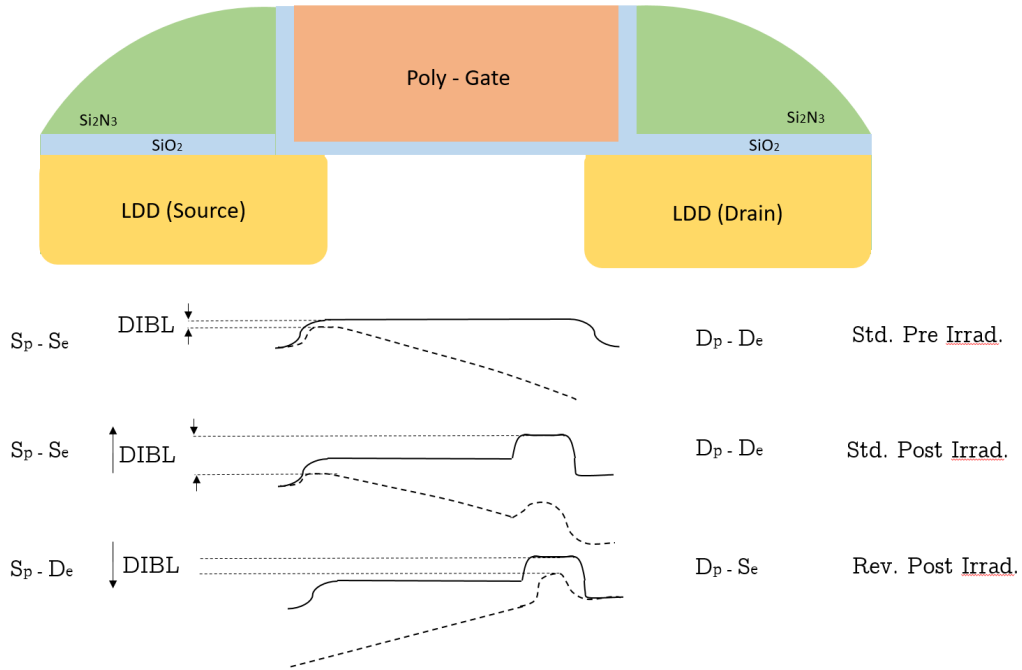 Poly - Gate
Si₂N₃
Si₂N₃
SiO₂
SiO₂
LDD (Source)
LDD (Drain)
DIBL
Sp - Se
Dp - De
Std. Pre Irrad.
Sp - Se
DIBL
Dp - De
Std. Post Irrad.
Sp - De
DIBL
Dp - Se
Rev. Post Irrad.